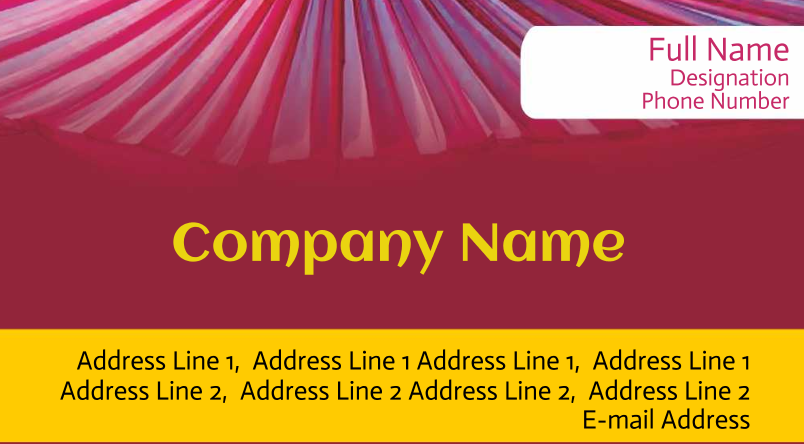 Full Name
Designation
Phone Number
Company Name
Address Line 1,  Address Line 1 Address Line 1,  Address Line 1
Address Line 2,  Address Line 2 Address Line 2,  Address Line 2
E-mail Address